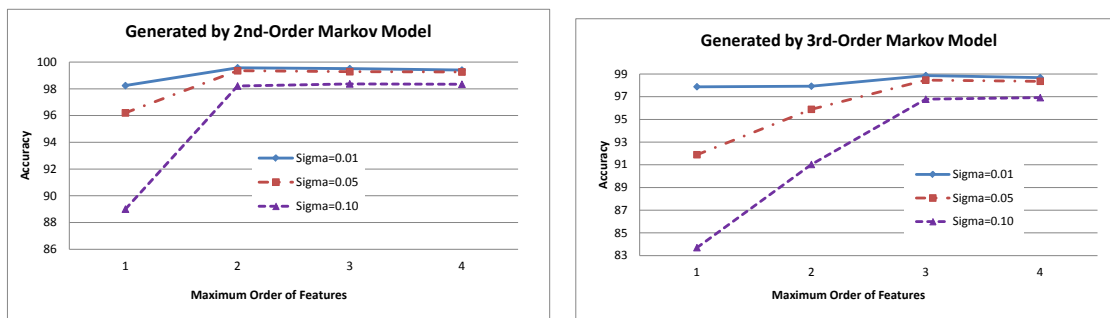 Generated by 2nd-Order Markov Model
100
98
96
94
92
90
88
86
Accuracy
Sigma=0.01
Sigma=0.05
Sigma=0.10
1 2 3 4
Maximum Order of Features
Generated by 3rd-Order Markov Model
99
97
95
93
91
89
87
85
83
Accuracy
Sigma=0.01
Sigma=0.05
Sigma=0.10
1 2 3 4
Maximum Order of Features